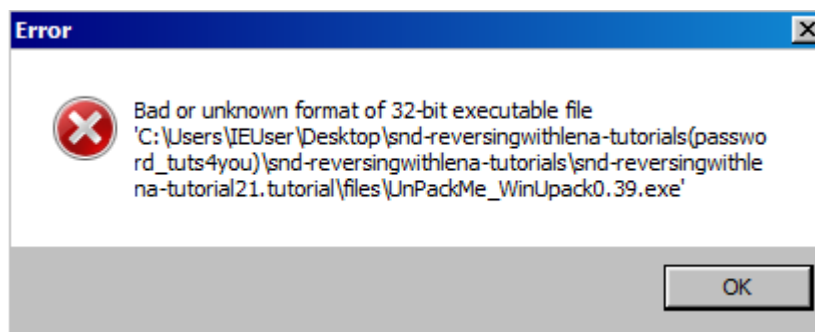 Error
Bad or unknown format of 32-bit executable file
'C:\Users\IEUser\Desktop\snd-reversingwithlena-tutorials(passwo
rd_tuts4you)\snd-reversingwithlena-tutorials\snd-reversingwithle
na-tutorial21.tutorial\files\UnPackMe_WinUpack0.39.exe'
OK